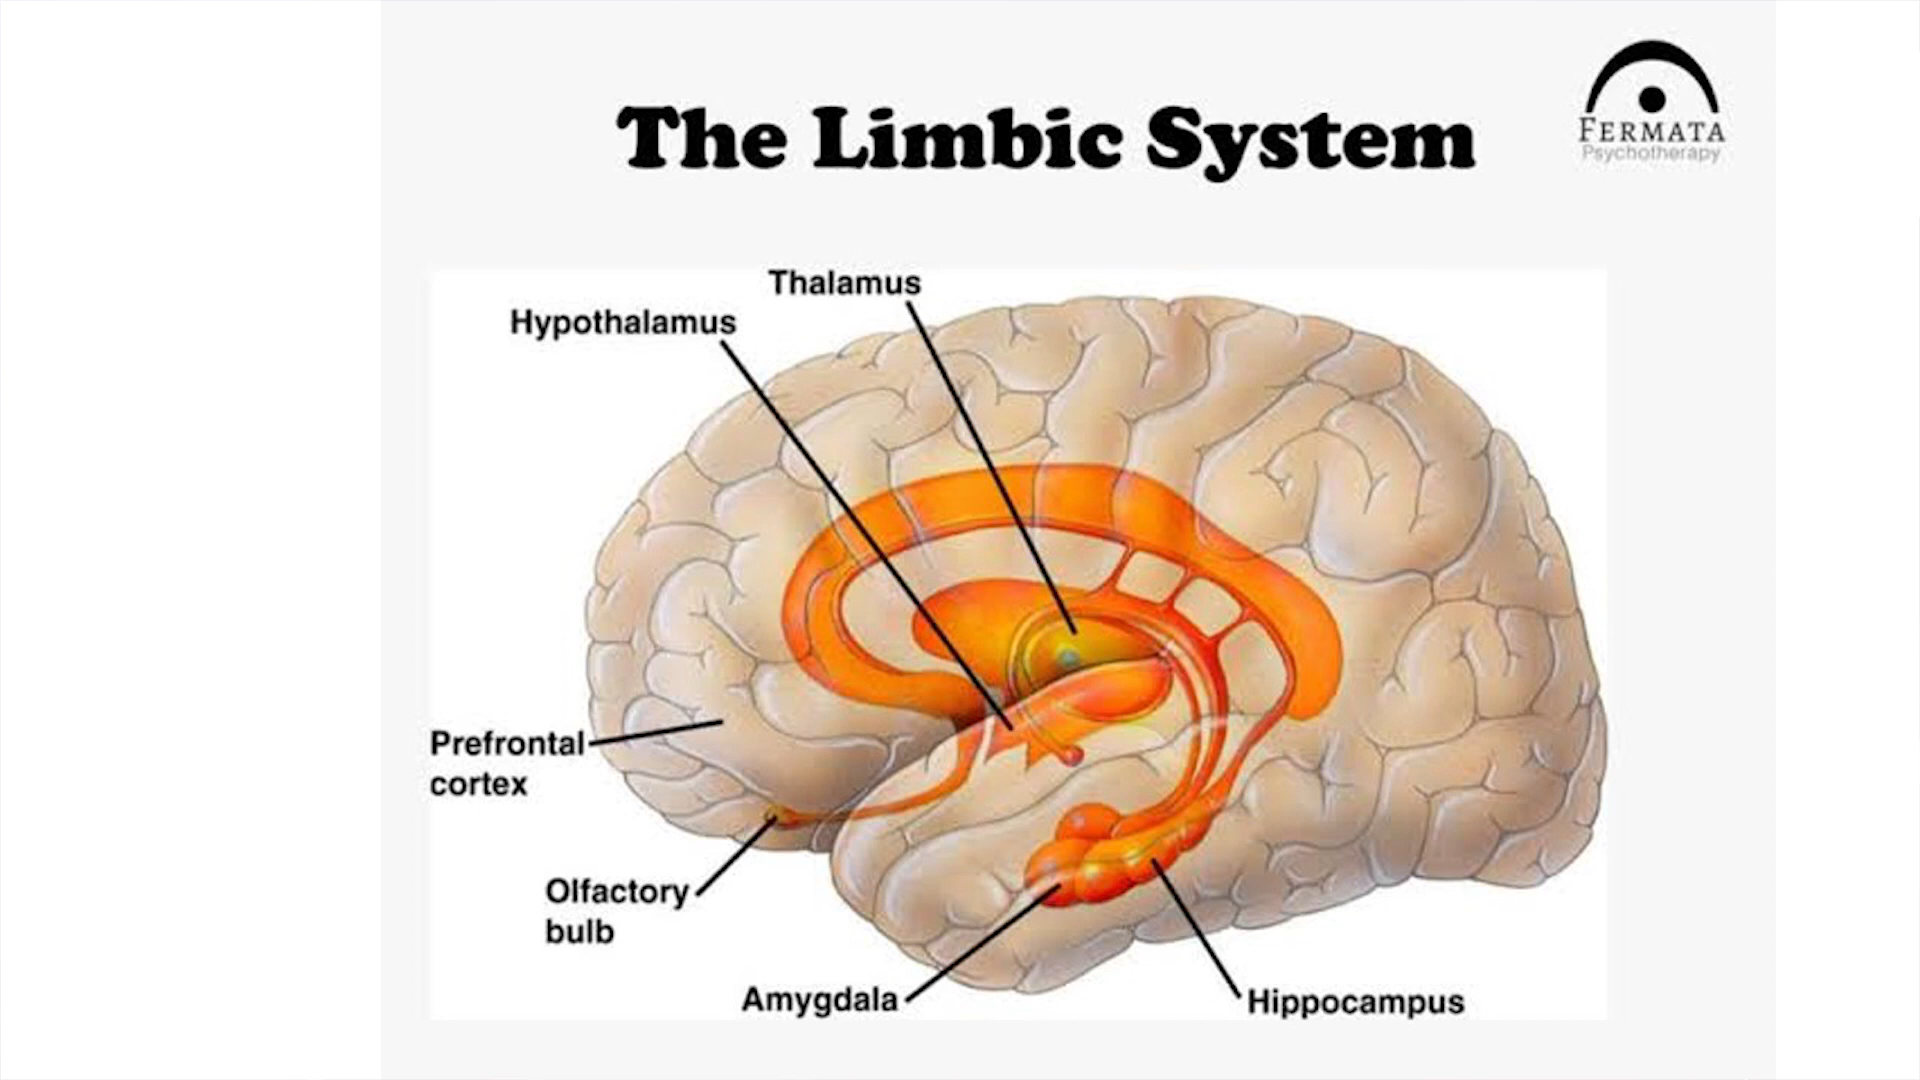 The Limbic System
FERMATA
Psychotherapy
Thalamus
Hypothalamus
Prefrontal
cortex
Olfactory
bulb
Amygdala
Hippocampus